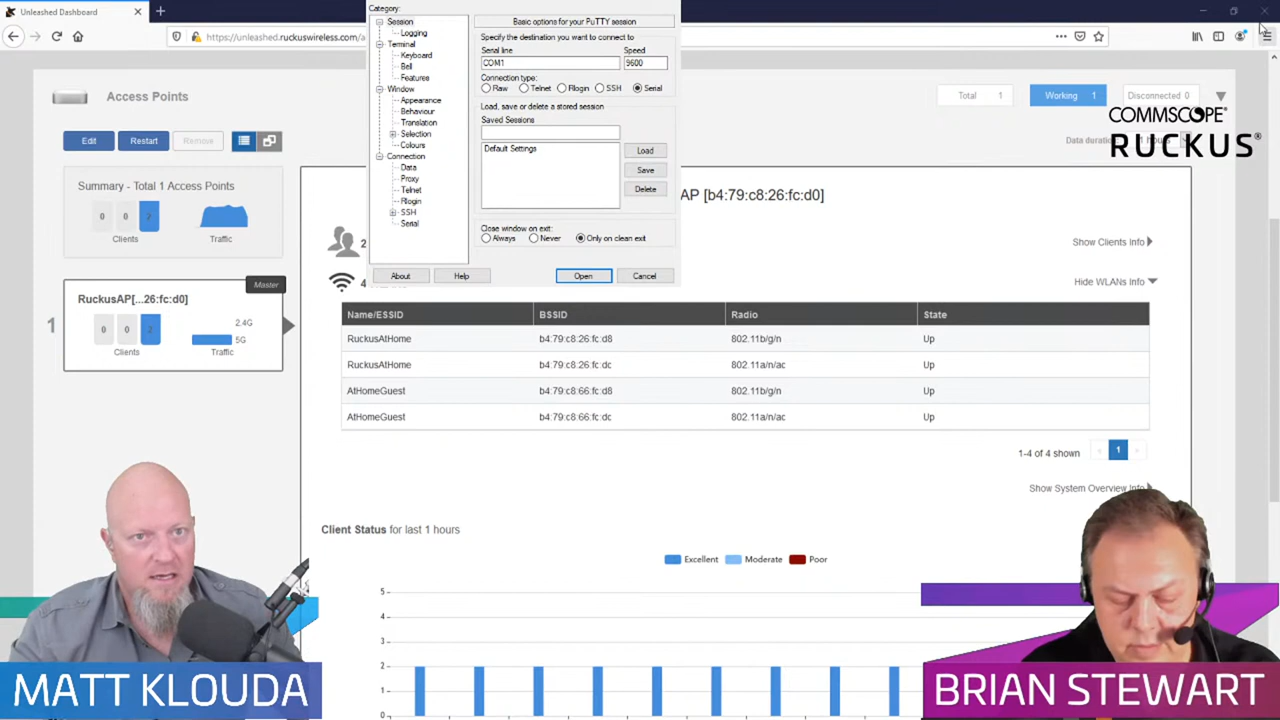 Unleashed Dashboard
https://unleashed.ruckuswireless.com/a
Category:
Session
Logging
Terminal
Keyboard
Bell
Features
Window
Appearance
Behaviour
Translation
Selection
Colours
Connection
Data
Proxy
Telnet
Rlogin
SSH
Serial
Basic options for your PuTTY session
Specify the destination you want to connect to
Serial line Speed
COM1 9600
Connection type:
Raw Telnet Rlogin SSH Serial
Load, save or delete a stored session
Saved Sessions
Default Settings
Load
Save
Delete
Close window on exit:
Always Never Only on clean exit
About Help Open Cancel
Access Points
Total 1 Working 1 Disconnected 0
COMMSCOPE®
RUCKUS®
Edit Restart Remove
Summary - Total 1 Access Points
0 0 2
Clients Traffic
Master
RuckusAP[...26:fc:d0]
1
0 0 2
2.4G
5G
Clients Traffic
AP [b4:79:c8:26:fc:d0]
2
Show Clients Info
4
Hide WLANs Info
Name/ESSID BSSID Radio State
RuckusAtHome b4:79:c8:26:fc:d8 802.11b/g/n Up
RuckusAtHome b4:79:c8:26:fc:dc 802.11a/n/ac Up
AtHomeGuest b4:79:c8:66:fc:d8 802.11b/g/n Up
AtHomeGuest b4:79:c8:66:fc:dc 802.11a/n/ac Up
1-4 of 4 shown < 1 >
Show System Overview Info
Client Status for last 1 hours
Excellent Moderate Poor
5
4
3
2
1
0
MATT KLOUDA
BRIAN STEWART